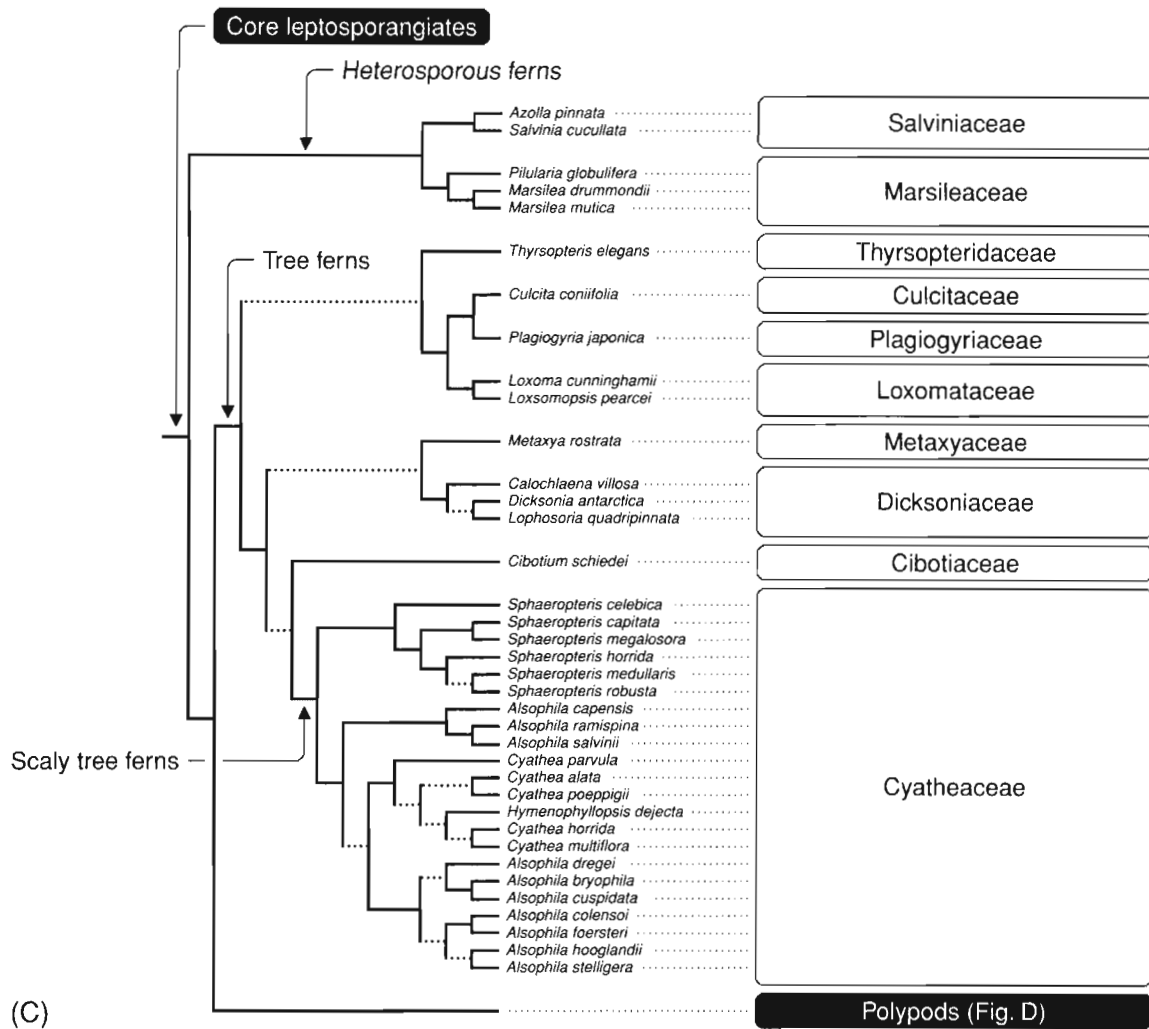 Core leptosporangiates
Heterosporous ferns
Azolla pinnata
Salvinia cucullata
Salviniaceae
Pilularia globulifera
Marsilea drummondii
Marsilea mutica
Marsileaceae
Tree ferns
Thyrsopteris elegans
Thyrsopteridaceae
Culcita coniifolia
Culcitaceae
Plagiogyria japonica
Plagiogyriaceae
Loxoma cunninghamii
Loxsomopsis pearcei
Loxomataceae
Metaxya rostrata
Metaxyaceae
Calochlaena villosa
Dicksonia antarctica
Lophosoria quadripinnata
Dicksoniaceae
Cibotium schiedei
Cibotiaceae
Sphaeropteris celebica
Sphaeropteris capitata
Sphaeropteris megalosora
Sphaeropteris horrida
Sphaeropteris medullaris
Sphaeropteris robusta
Alsophila capensis
Alsophila ramispina
Alsophila salvinii
Scaly tree ferns
Cyathea parvula
Cyathea alata
Cyathea poeppigii
Hymenophyllopsis dejecta
Cyathea horrida
Cyathea multiflora
Alsophila dregei
Alsophila bryophila
Alsophila cuspidata
Alsophila colensoi
Alsophila foersteri
Alsophila hooglandii
Alsophila stelligera
Cyatheaceae
(C)
Polypods (Fig. D)